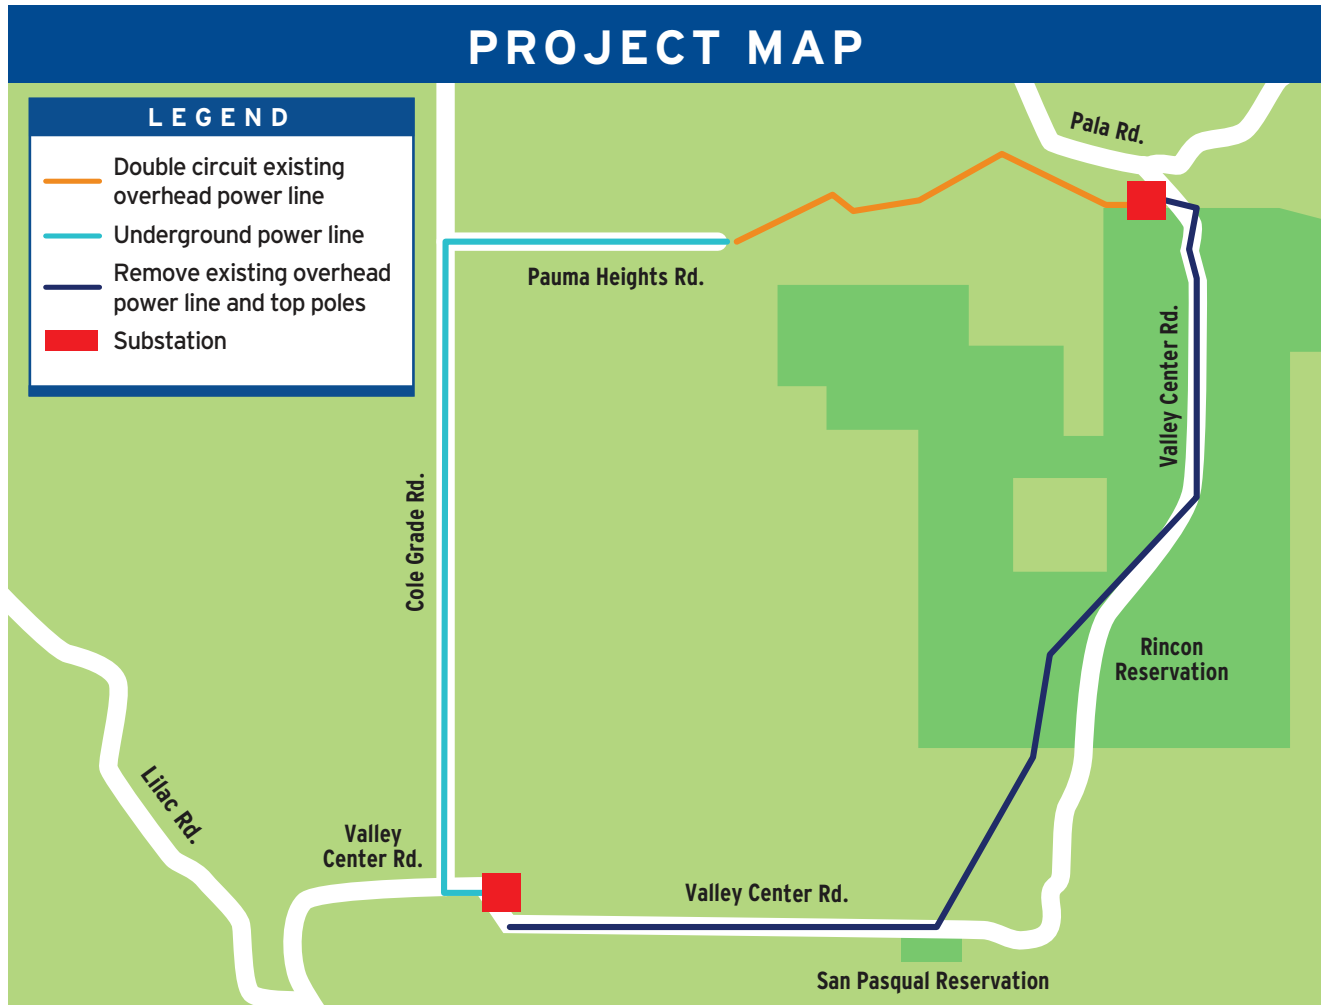 PROJECT MAP
LEGEND
Double circuit existing
overhead power line
Underground power line
Remove existing overhead
power line and top poles
Substation
Pala Rd.
Pauma Heights Rd.
Valley Center Rd.
Cole Grade Rd.
Rincon
Reservation
Lilac Rd.
Valley
Center Rd.
Valley Center Rd.
San Pasqual Reservation